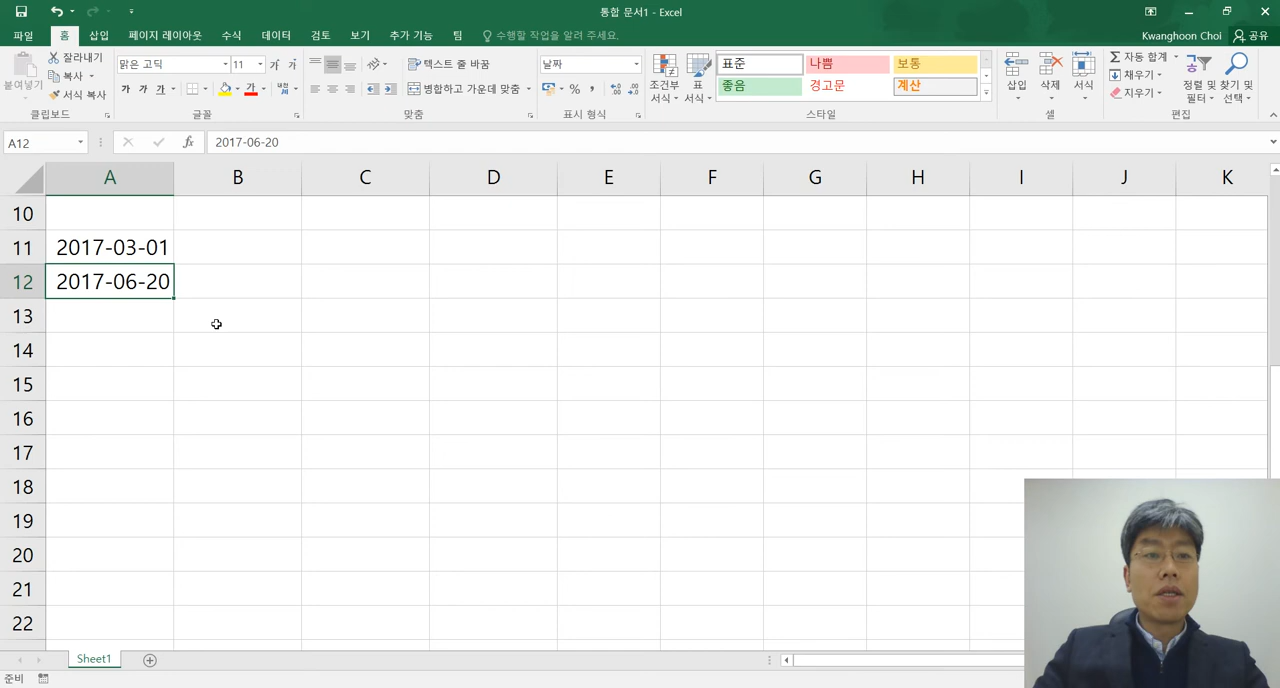 통합 문서1 - Excel
파일 홈 삽입 페이지 레이아웃 수식 데이터 검토 보기 추가 기능 팀 수행할 작업을 알려 주세요. Kwanghoon Choi 공유
붙여넣기 잘라내기 복사 서식 복사 클립보드
맑은 고딕 11 가 가 가 가 가 가 글꼴
텍스트 줄 바꿈 병합하고 가운데 맞춤 맞춤
날짜 % , 표시 형식
조건부 서식 표 서식 표준 나쁨 보통 좋음 경고문 계산 스타일
삽입 삭제 서식 셀
자동 합계 채우기 지우기 정렬 및 필터 찾기 및 선택 편집
A12 fx 2017-06-20
A B C D E F G H I J K
10
11 2017-03-01
12 2017-06-20
13
14
15
16
17
18
19
20
21
22
Sheet1
준비